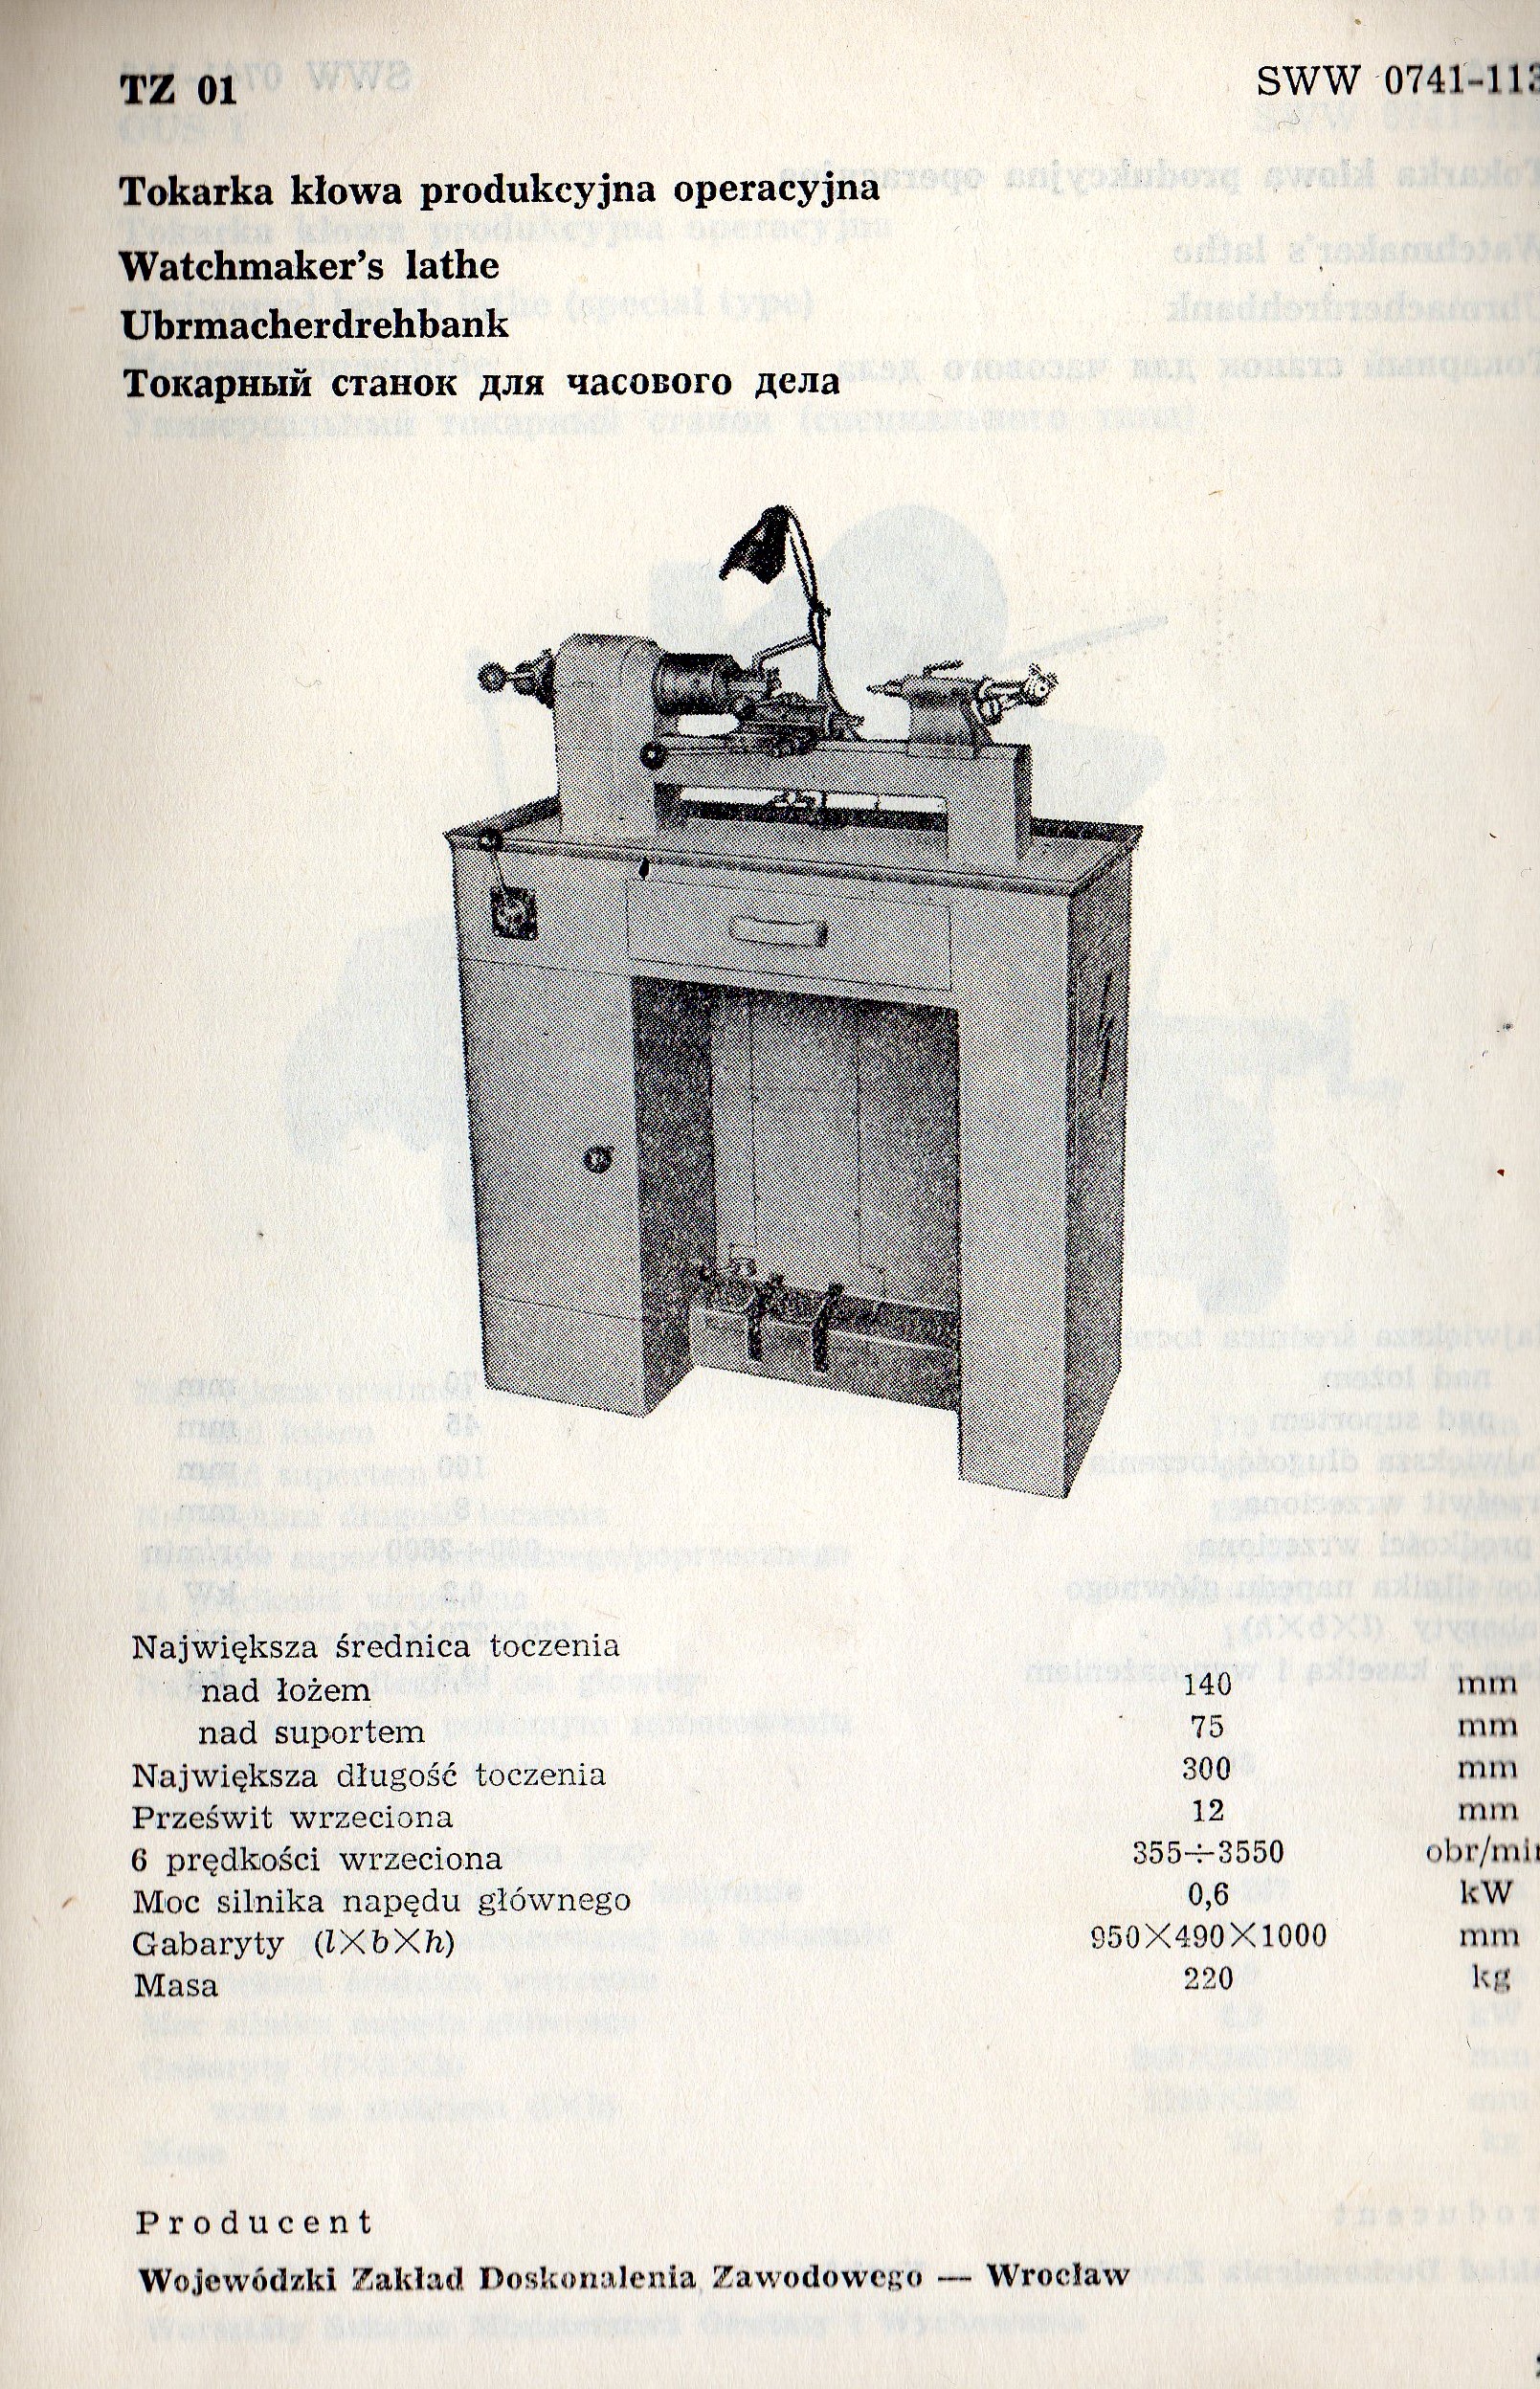 TZ 01 SWW 0741-113
Tokarka kłowa produkcyjna operacyjna
Watchmaker's lathe
Ubrmacherdrehbank
Токарный станок для часового дела
Największa średnica toczenia
nad łożem 140 mm
nad suportem 75 mm
Największa długość toczenia 300 mm
Prześwit wrzeciona 12 mm
6 prędkości wrzeciona 355÷3550 obr/min
Moc silnika napędu głównego 0,6 kW
Gabaryty (l×b×h) 950×490×1000 mm
Masa 220 kg
Producent
Wojewódzki Zakład Doskonalenia Zawodowego — Wrocław